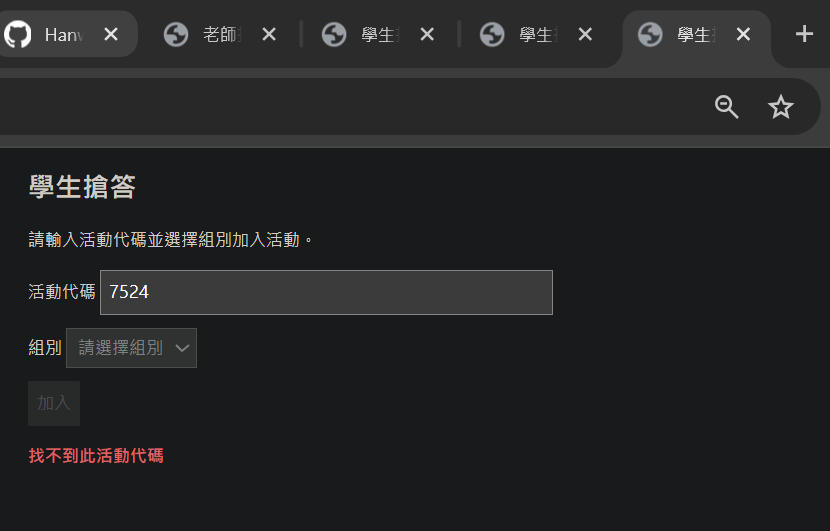 Hanw
老師
學生
學生
學生
學生搶答
請輸入活動代碼並選擇組別加入活動。
活動代碼 7524
組別 請選擇組別
加入
找不到此活動代碼